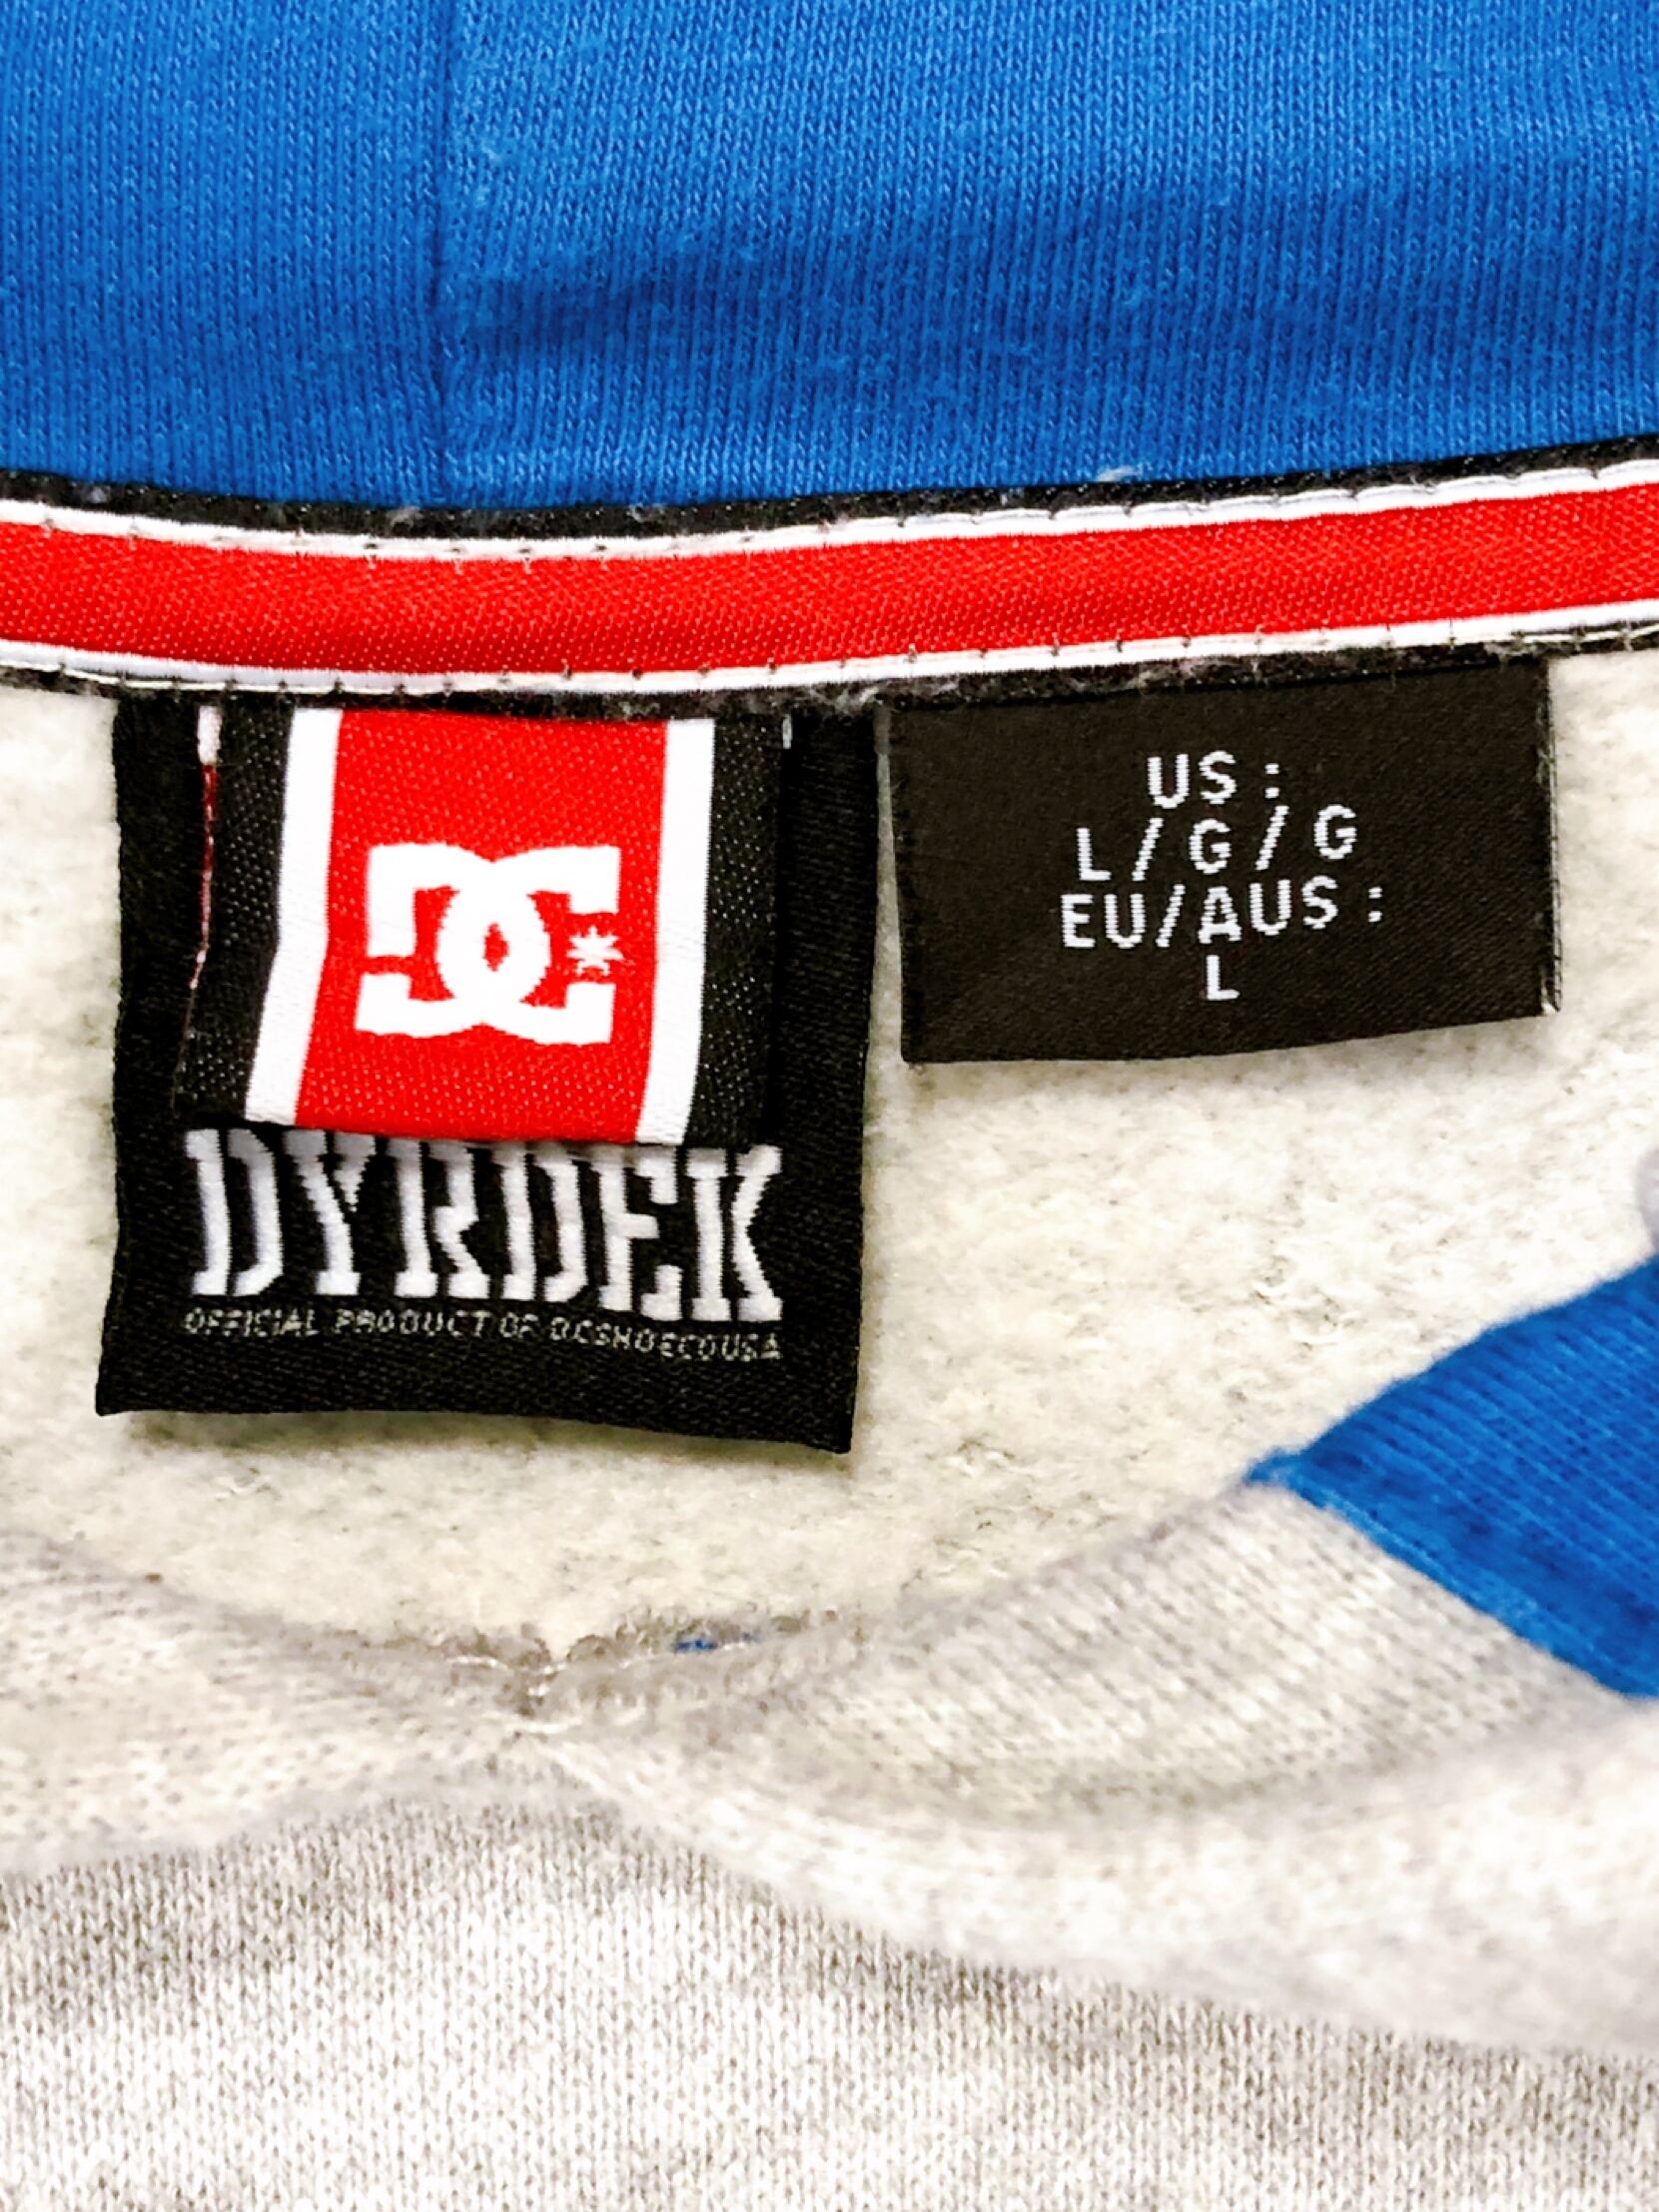 DC
DYRDEK
OFFICIAL PRODUCT OF DCSHOECOUSA
US :
L / G / G
EU/AUS :
L